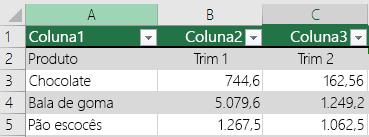 A B C
1 Coluna1 Coluna2 Coluna3
2 Produto Trim 1 Trim 2
3 Chocolate 744,6 162,56
4 Bala de goma 5.079,6 1.249,2
5 Pão escocês 1.267,5 1.062,5